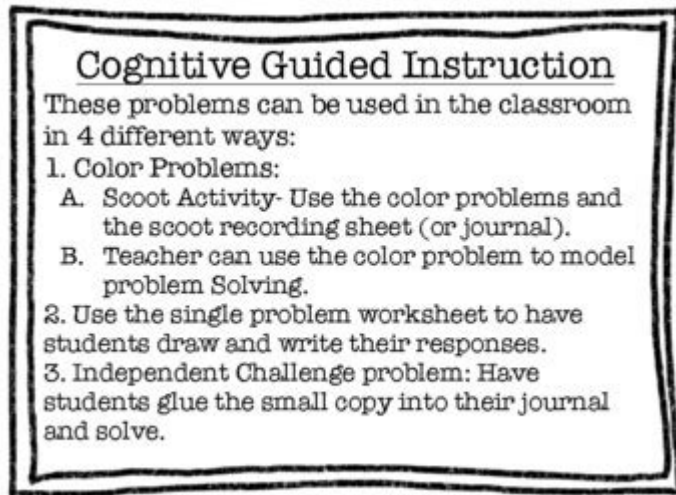 Cognitive Guided Instruction
These problems can be used in the classroom
in 4 different ways:
1. Color Problems:
A. Scoot Activity- Use the color problems and
the scoot recording sheet (or journal).
B. Teacher can use the color problem to model
problem Solving.
2. Use the single problem worksheet to have
students draw and write their responses.
3. Independent Challenge problem: Have
students glue the small copy into their journal
and solve.